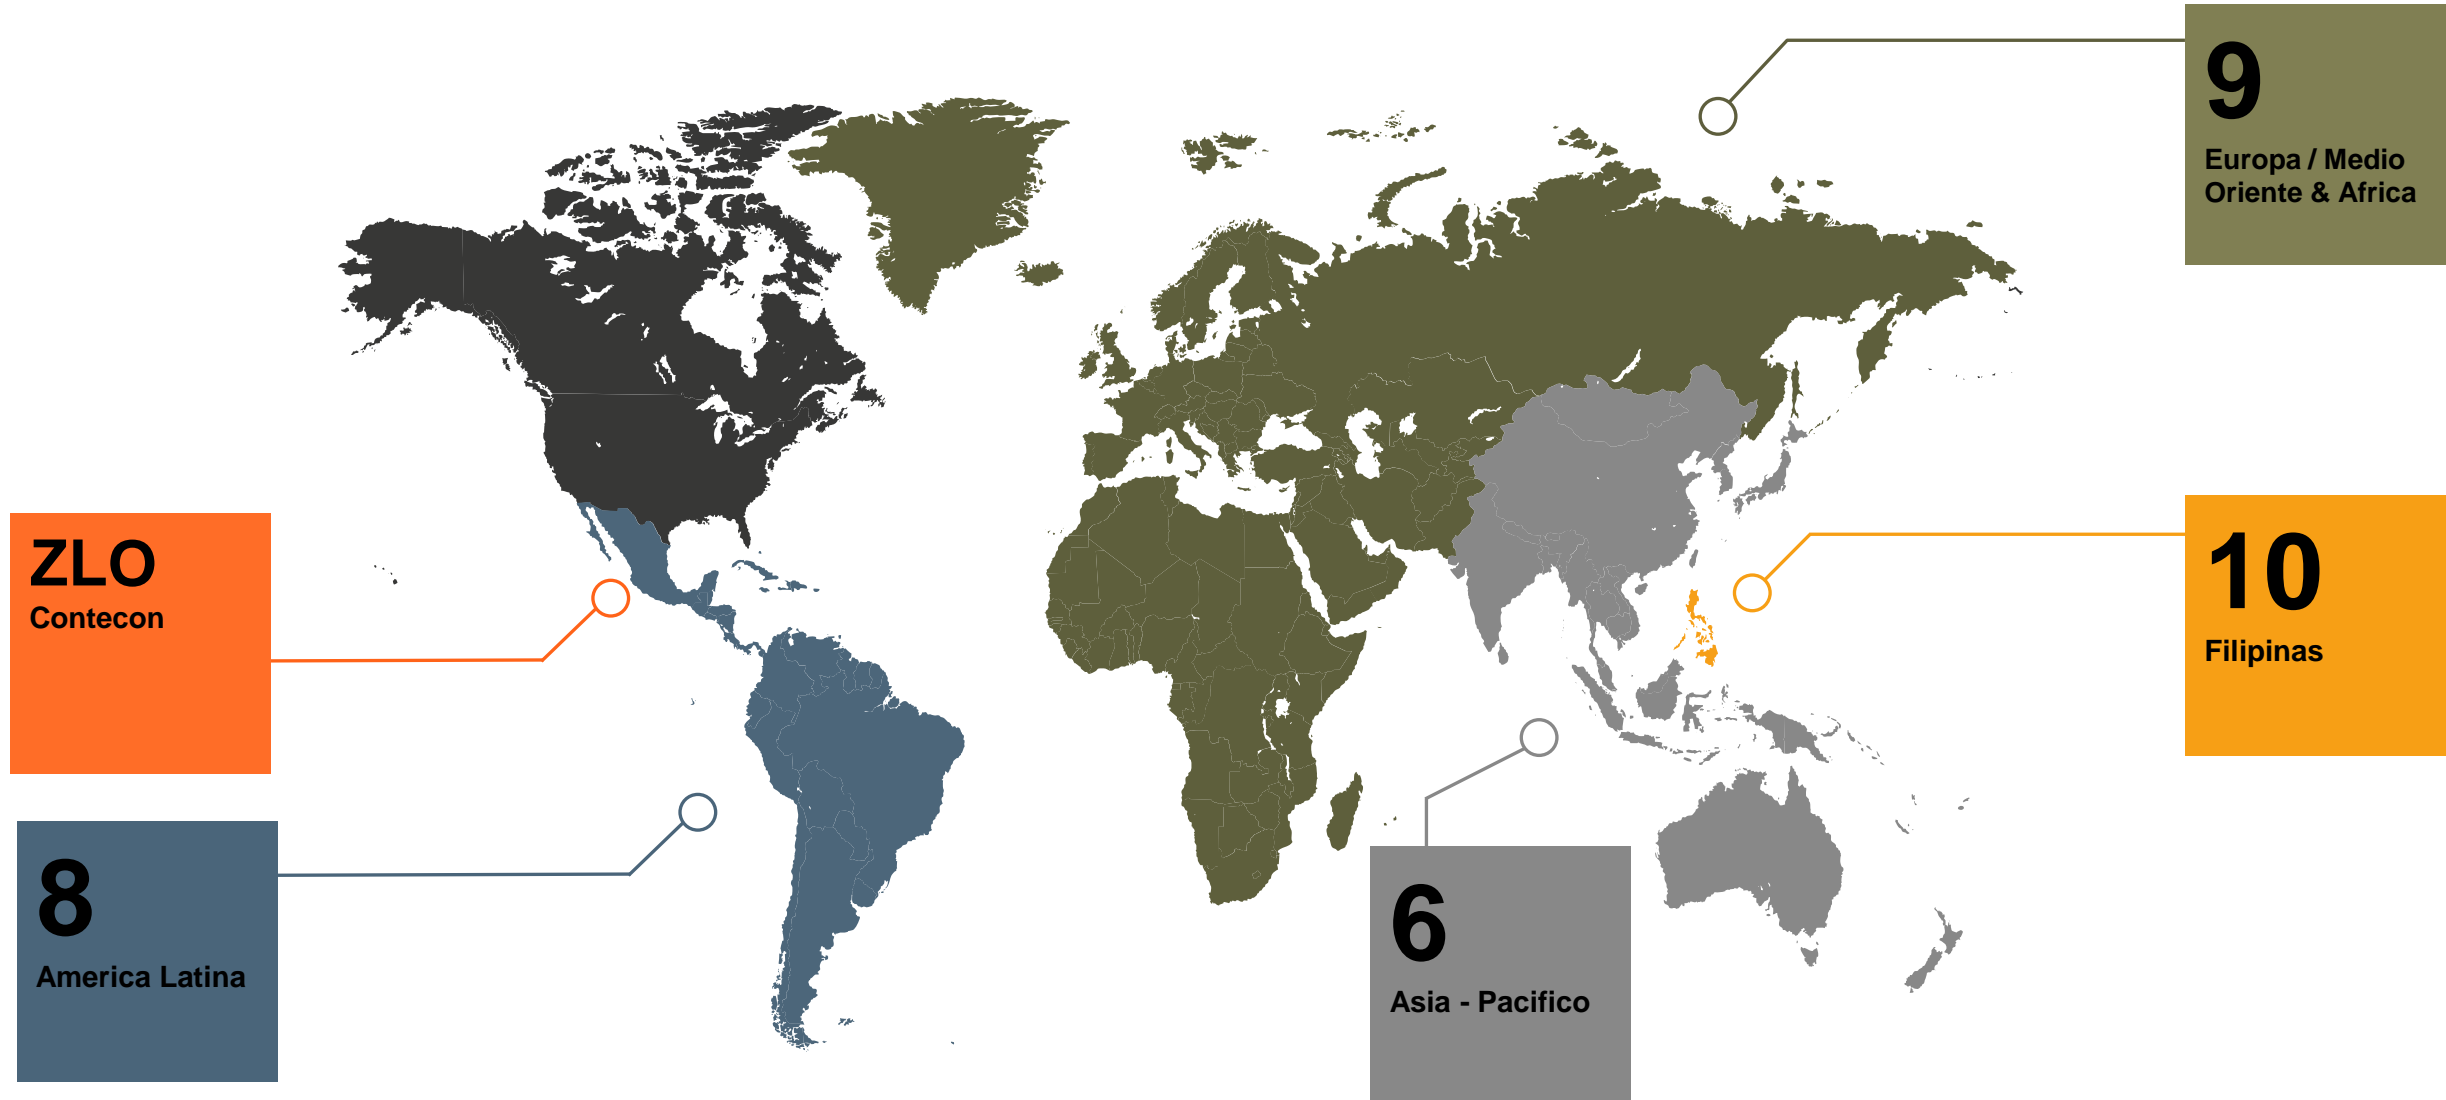 9
Europa / Medio
Oriente & Africa
ZLO
Contecon
10
Filipinas
8
America Latina
6
Asia - Pacifico